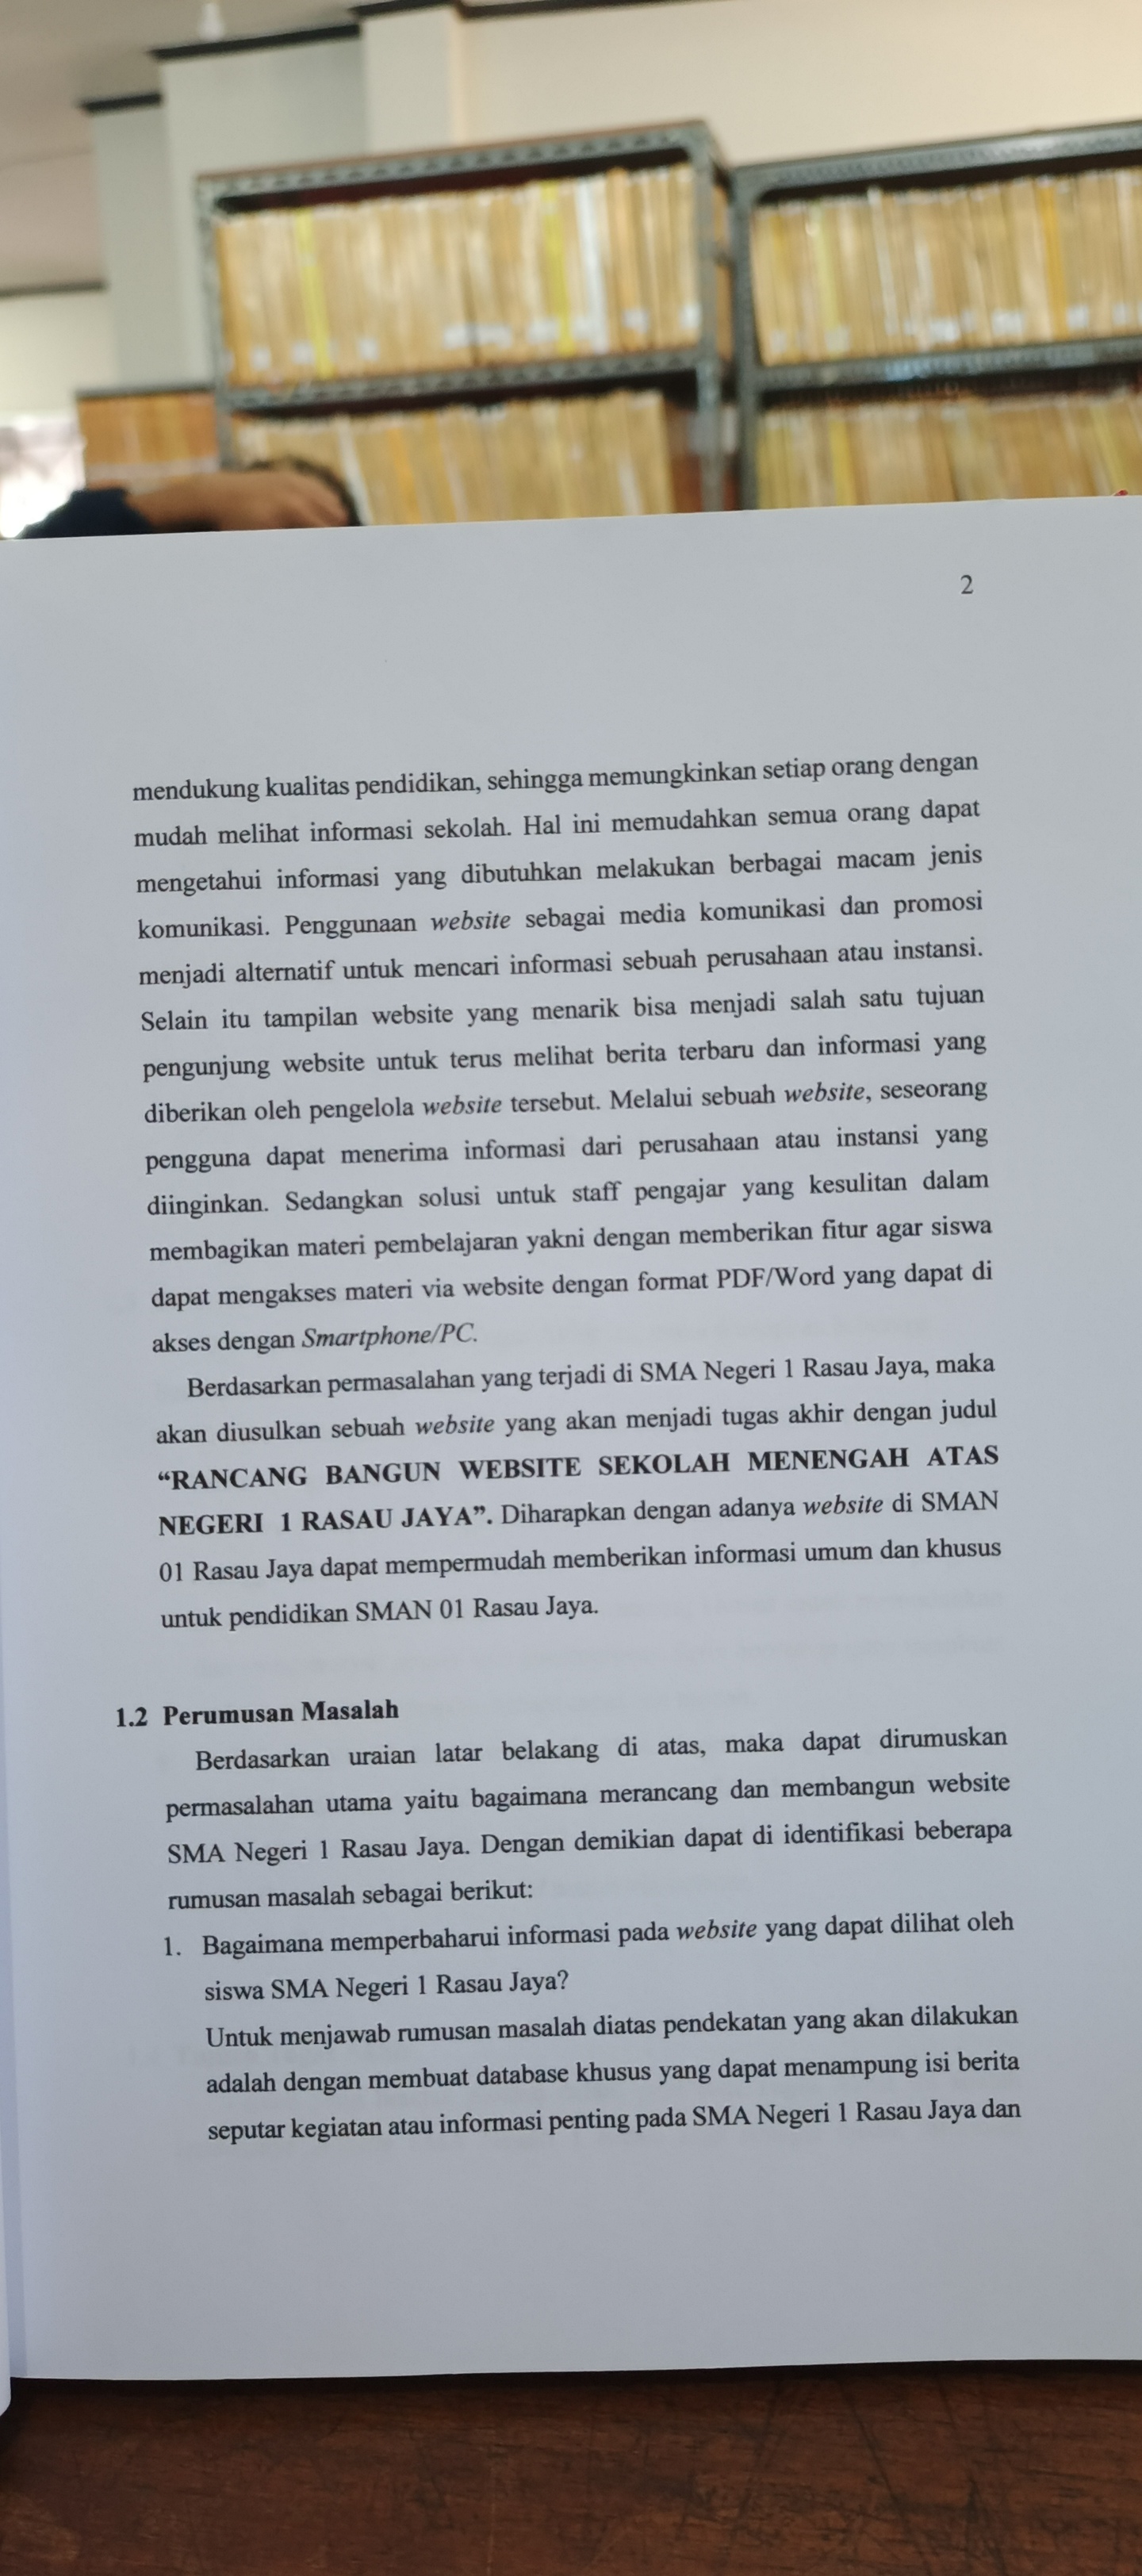 2
mendukung kualitas pendidikan, sehingga memungkinkan setiap orang dengan
mudah melihat informasi sekolah. Hal ini memudahkan semua orang dapat
mengetahui informasi yang dibutuhkan melakukan berbagai macam jenis
komunikasi. Penggunaan website sebagai media komunikasi dan promosi
menjadi alternatif untuk mencari informasi sebuah perusahaan atau instansi.
Selain itu tampilan website yang menarik bisa menjadi salah satu tujuan
pengunjung website untuk terus melihat berita terbaru dan informasi yang
diberikan oleh pengelola website tersebut. Melalui sebuah website, seseorang
pengguna dapat menerima informasi dari perusahaan atau instansi yang
diinginkan. Sedangkan solusi untuk staff pengajar yang kesulitan dalam
membagikan materi pembelajaran yakni dengan memberikan fitur agar siswa
dapat mengakses materi via website dengan format PDF/Word yang dapat di
akses dengan Smartphone/PC.
Berdasarkan permasalahan yang terjadi di SMA Negeri 1 Rasau Jaya, maka
akan diusulkan sebuah website yang akan menjadi tugas akhir dengan judul
“RANCANG BANGUN WEBSITE SEKOLAH MENENGAH ATAS
NEGERI 1 RASAU JAYA”. Diharapkan dengan adanya website di SMAN
01 Rasau Jaya dapat mempermudah memberikan informasi umum dan khusus
untuk pendidikan SMAN 01 Rasau Jaya.
1.2 Perumusan Masalah
Berdasarkan uraian latar belakang di atas, maka dapat dirumuskan
permasalahan utama yaitu bagaimana merancang dan membangun website
SMA Negeri 1 Rasau Jaya. Dengan demikian dapat di identifikasi beberapa
rumusan masalah sebagai berikut:
1. Bagaimana memperbaharui informasi pada website yang dapat dilihat oleh
siswa SMA Negeri 1 Rasau Jaya?
Untuk menjawab rumusan masalah diatas pendekatan yang akan dilakukan
adalah dengan membuat database khusus yang dapat menampung isi berita
seputar kegiatan atau informasi penting pada SMA Negeri 1 Rasau Jaya dan